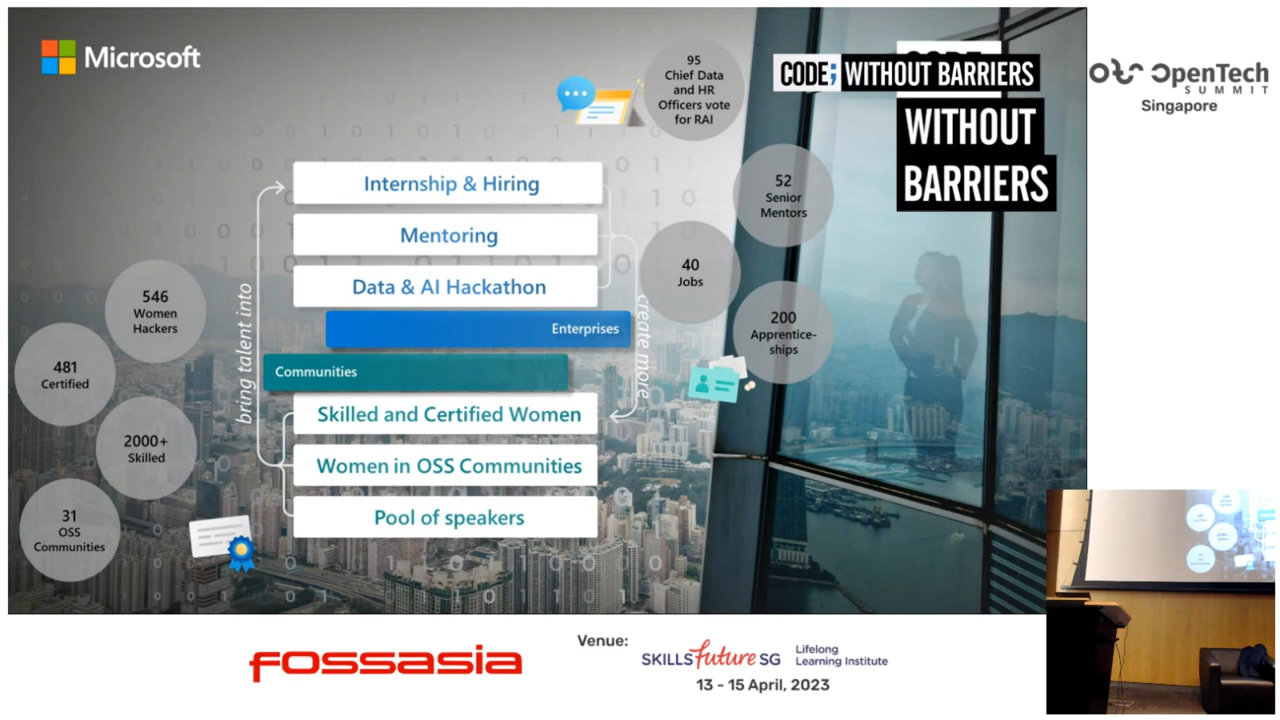 Microsoft
95
Chief Data
and HR
Officers vote
for RAI
CODE; WITHOUT BARRIERS
WITHOUT
BARRIERS
OpenTech
SUMMIT
Singapore
Internship & Hiring
Mentoring
Data & AI Hackathon
Enterprises
Communities
Skilled and Certified Women
Women in OSS Communities
Pool of speakers
bring talent into
create more
52
Senior
Mentors
40
Jobs
200
Apprentice-
ships
546
Women
Hackers
481
Certified
2000+
Skilled
31
OSS
Communities
fossasia
Venue:
SKILLSfuture SG
Lifelong
Learning Institute
13 - 15 April, 2023